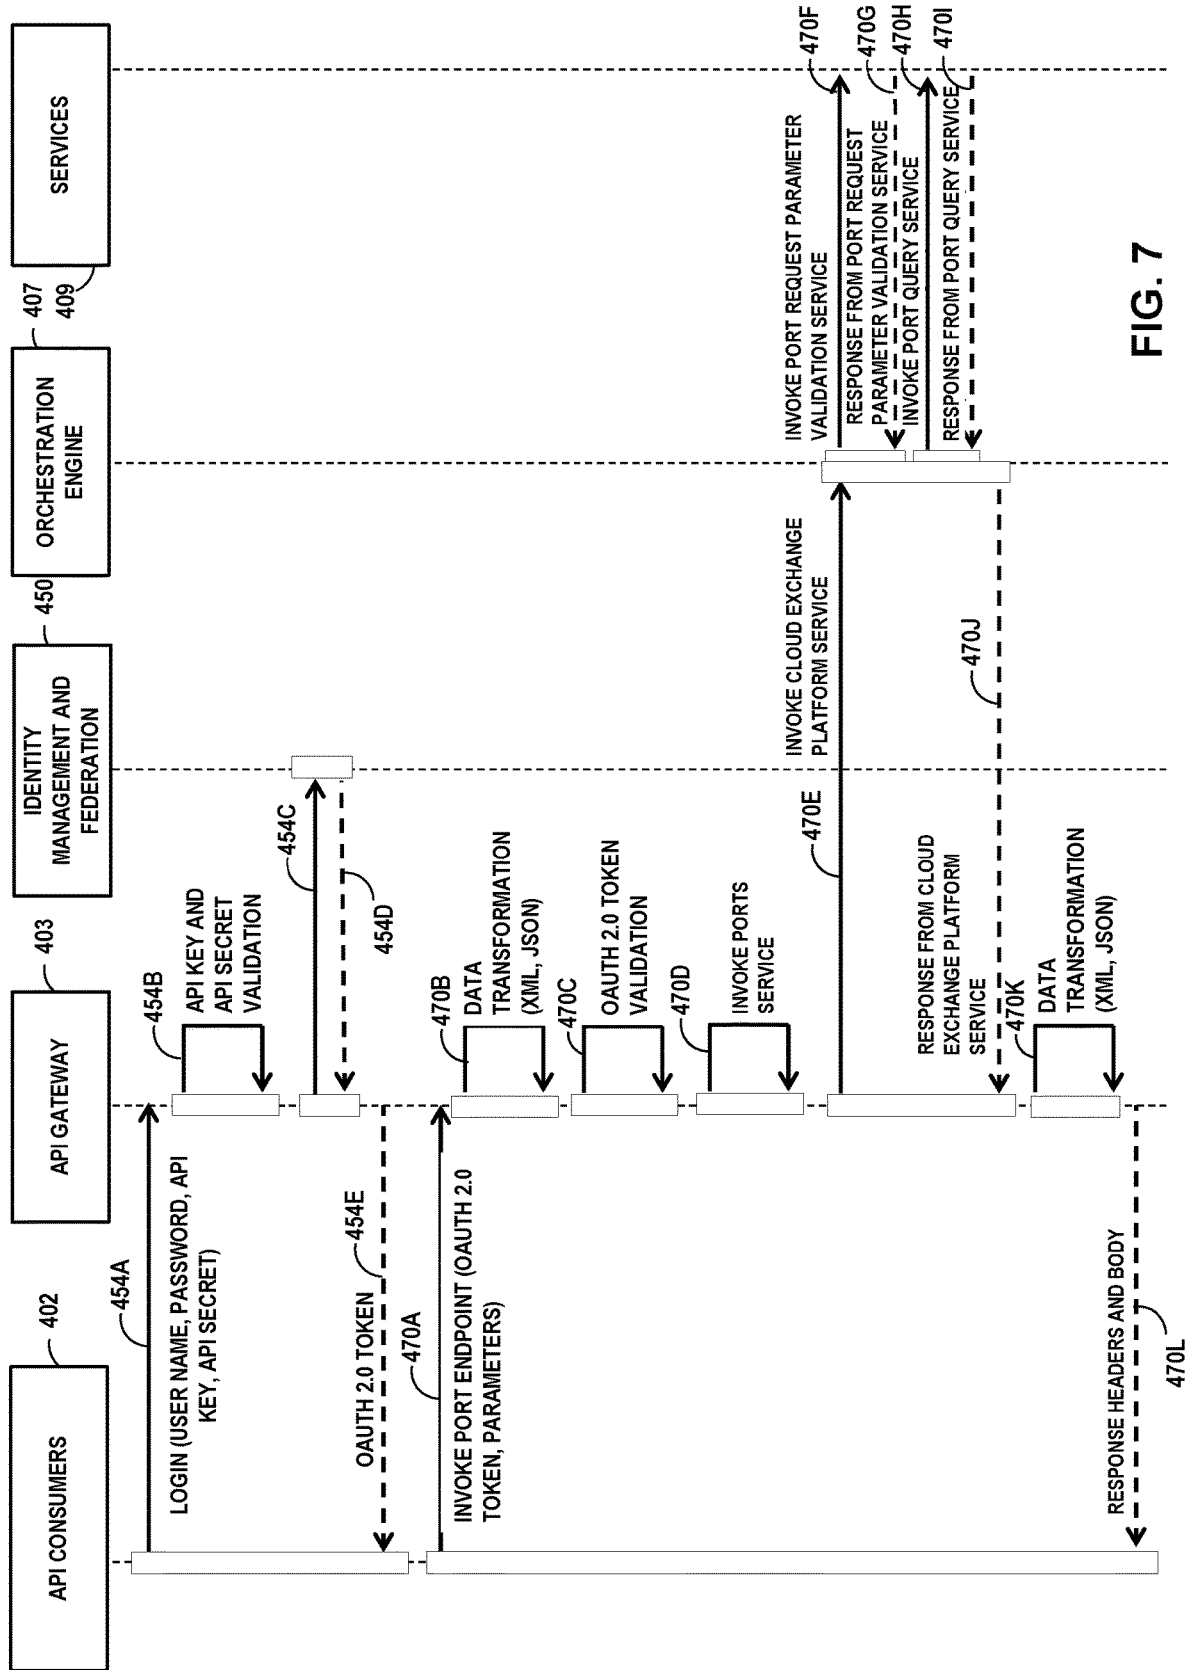 API CONSUMERS
402
API GATEWAY
403
IDENTITY
MANAGEMENT AND
FEDERATION
450
ORCHESTRATION
ENGINE
407
SERVICES
409
454A
LOGIN (USER NAME, PASSWORD, API
KEY, API SECRET)
454B
API KEY AND
API SECRET
VALIDATION
454C
454D
454E
OAUTH 2.0 TOKEN
470A
INVOKE PORT ENDPOINT (OAUTH 2.0
TOKEN, PARAMETERS)
470B
DATA
TRANSFORMATION
(XML, JSON)
470C
OAUTH 2.0 TOKEN
VALIDATION
470D
INVOKE PORTS
SERVICE
470E
INVOKE CLOUD EXCHANGE
PLATFORM SERVICE
INVOKE PORT REQUEST PARAMETER
VALIDATION SERVICE
470F
RESPONSE FROM PORT REQUEST
PARAMETER VALIDATION SERVICE
470G
INVOKE PORT QUERY SERVICE
470H
RESPONSE FROM PORT QUERY SERVICE
470I
470J
RESPONSE FROM CLOUD
EXCHANGE PLATFORM
SERVICE
470K
DATA
TRANSFORMATION
(XML, JSON)
RESPONSE HEADERS AND BODY
470L
FIG. 7